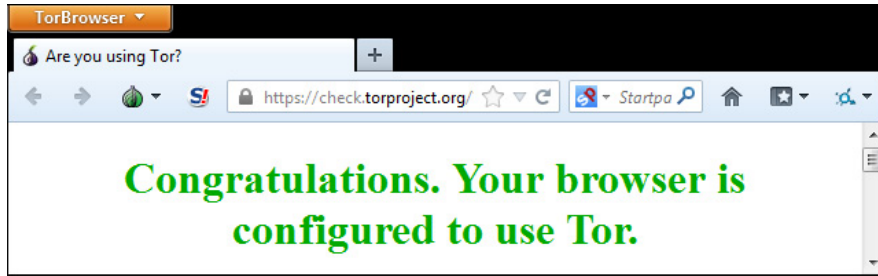 TorBrowser
Are you using Tor?
S!
https://check.torproject.org/
Startpa
Congratulations. Your browser is
configured to use Tor.